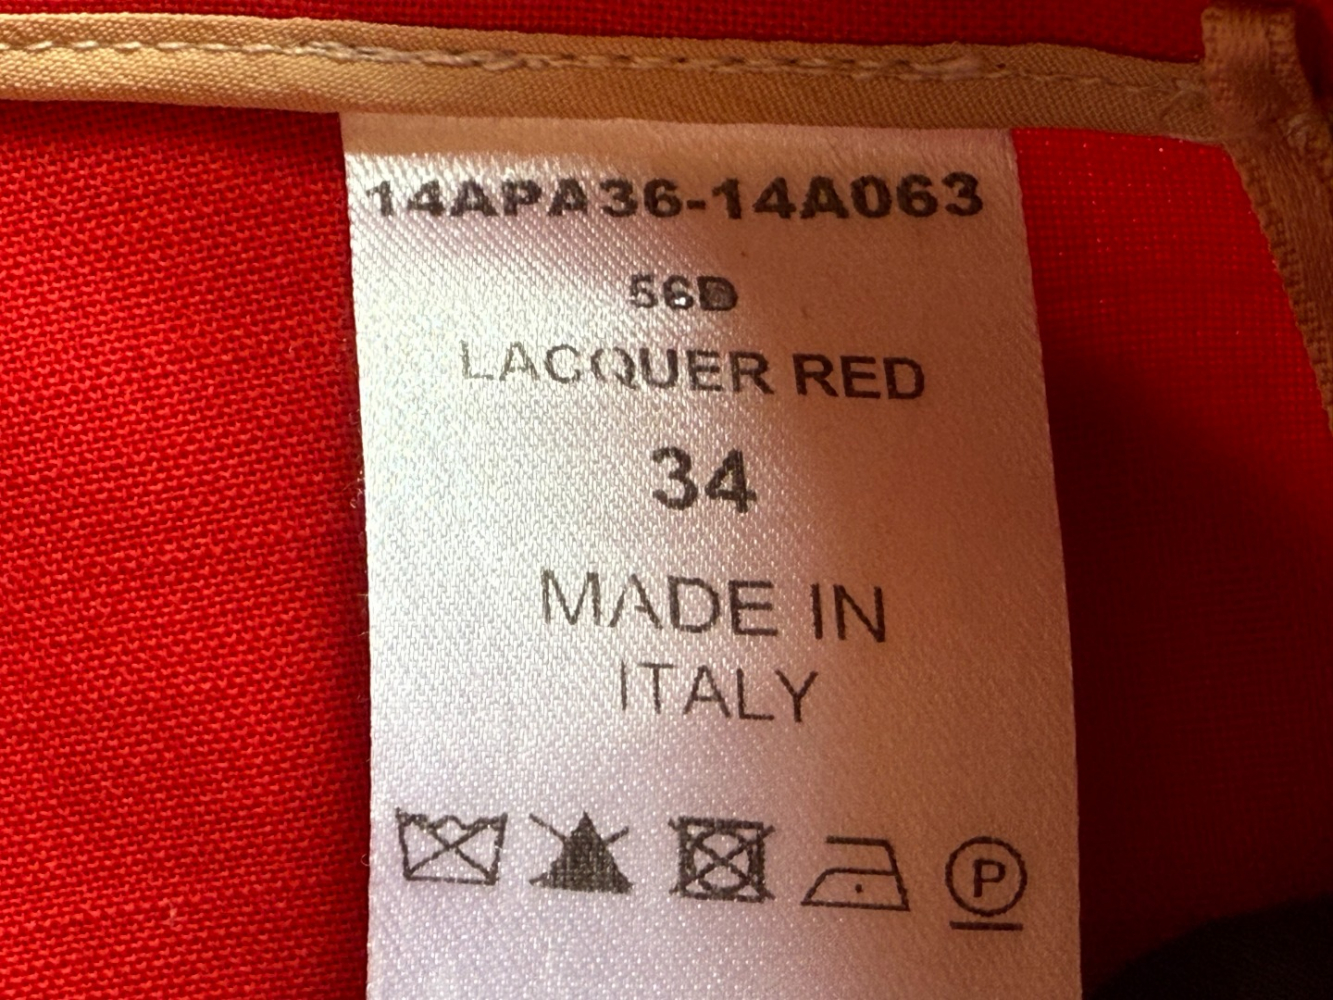 14APA36-14A063
56D
LACQUER RED
34
MADE IN
ITALY
P